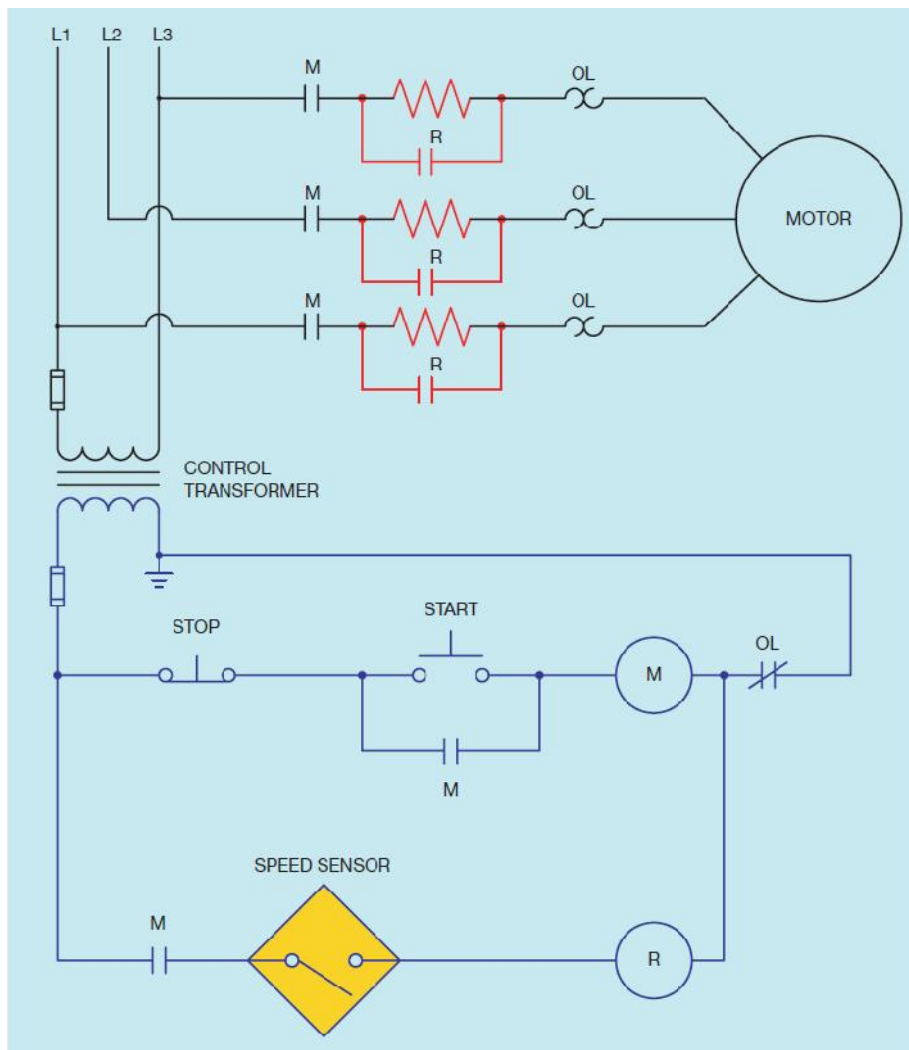 L1 L2 L3
M
OL
R
M
OL
MOTOR
R
M
OL
R
CONTROL
TRANSFORMER
STOP
START
OL
M
M
SPEED SENSOR
M
R